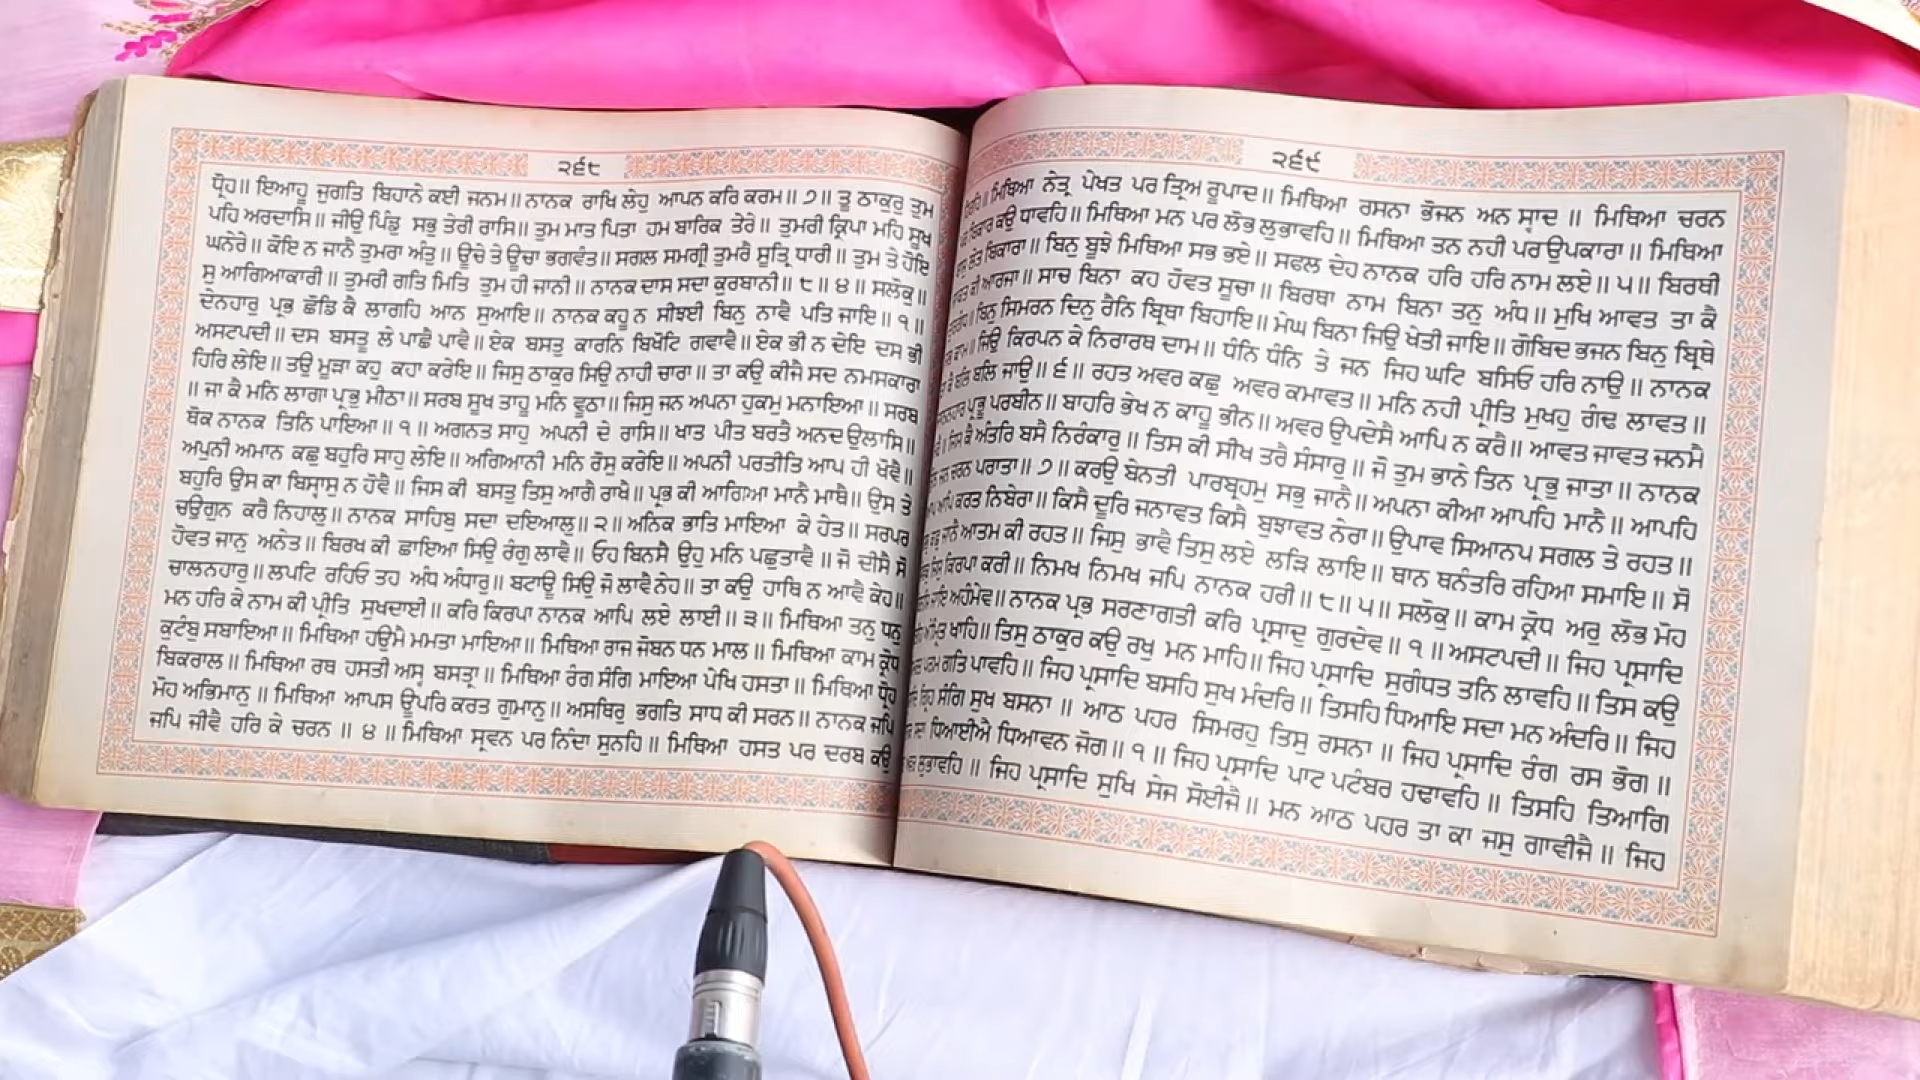 ੨੬੮
ਧ੍ਰੋਹ॥ ਇਆਹੂ ਜੁਗਤਿ ਬਿਹਾਨੇ ਕਈ ਜਨਮ॥ ਨਾਨਕ ਰਾਖਿ ਲੇਹੁ ਆਪਨ ਕਰਿ ਕਰਮ॥੭॥ ਤੂ ਠਾਕੁਰੁ ਤੁਮ
ਪਹਿ ਅਰਦਾਸਿ॥ ਜੀਉ ਪਿੰਡੁ ਸਭੁ ਤੇਰੀ ਰਾਸਿ॥ ਤੁਮ ਮਾਤ ਪਿਤਾ ਹਮ ਬਾਰਿਕ ਤੇਰੇ॥ ਤੁਮਰੀ ਕ੍ਰਿਪਾ ਮਹਿ ਸੂਖ
ਘਨੇਰੇ॥ ਕੋਇ ਨ ਜਾਨੈ ਤੁਮਰਾ ਅੰਤੁ॥ ਊਚੇ ਤੇ ਊਚਾ ਭਗਵੰਤ॥ ਸਗਲ ਸਮਗ੍ਰੀ ਤੁਮਰੈ ਸੂਤ੍ਰਿ ਧਾਰੀ॥ ਤੁਮ ਤੇ ਹੋਇ
ਸੁ ਆਗਿਆਕਾਰੀ॥ ਤੁਮਰੀ ਗਤਿ ਮਿਤਿ ਤੁਮ ਹੀ ਜਾਨੀ॥ ਨਾਨਕ ਦਾਸ ਸਦਾ ਕੁਰਬਾਨੀ॥੮॥੪॥ ਸਲੋਕੁ॥
ਦੇਨਹਾਰੁ ਪ੍ਰਭ ਛੋਡਿ ਕੈ ਲਾਗਹਿ ਆਨ ਸੁਆਇ॥ ਨਾਨਕ ਕਹੂ ਨ ਸੀਝਈ ਬਿਨੁ ਨਾਵੈ ਪਤਿ ਜਾਇ॥੧॥
ਅਸਟਪਦੀ॥ ਦਸ ਬਸਤੂ ਲੇ ਪਾਛੈ ਪਾਵੈ॥ ਏਕ ਬਸਤੁ ਕਾਰਨਿ ਬਿਖੋਟਿ ਗਵਾਵੈ॥ ਏਕ ਭੀ ਨ ਦੇਇ ਦਸ ਭੀ
ਹਿਰਿ ਲੇਇ॥ ਤਉ ਮੂੜਾ ਕਹੁ ਕਹਾ ਕਰੇਇ॥ ਜਿਸੁ ਠਾਕੁਰ ਸਿਉ ਨਾਹੀ ਚਾਰਾ॥ ਤਾ ਕਉ ਕੀਜੈ ਸਦ ਨਮਸਕਾਰਾ
॥ ਜਾ ਕੈ ਮਨਿ ਲਾਗਾ ਪ੍ਰਭੁ ਮੀਠਾ॥ ਸਰਬ ਸੂਖ ਤਾਹੂ ਮਨਿ ਵੂਠਾ॥ ਜਿਸੁ ਜਨ ਅਪਨਾ ਹੁਕਮੁ ਮਨਾਇਆ॥ ਸਰਬ
ਥੋਕ ਨਾਨਕ ਤਿਨਿ ਪਾਇਆ॥੧॥ ਅਗਨਤ ਸਾਹੁ ਅਪਨੀ ਦੇ ਰਾਸਿ॥ ਖਾਤ ਪੀਤ ਬਰਤੈ ਅਨਦ ਉਲਾਸਿ॥
ਅਪੁਨੀ ਅਮਾਨ ਕਛੁ ਬਹੁਰਿ ਸਾਹੁ ਲੇਇ॥ ਅਗਿਆਨੀ ਮਨਿ ਰੋਸੁ ਕਰੇਇ॥ ਅਪਨੀ ਪਰਤੀਤਿ ਆਪ ਹੀ ਖੋਵੈ॥
ਬਹੁਰਿ ਉਸ ਕਾ ਬਿਸ੍ਵਾਸੁ ਨ ਹੋਵੈ॥ ਜਿਸ ਕੀ ਬਸਤੁ ਤਿਸੁ ਆਗੈ ਰਾਖੈ॥ ਪ੍ਰਭ ਕੀ ਆਗਿਆ ਮਾਨੈ ਮਾਥੈ॥ ਉਸ ਤੇ
ਚਉਗੁਨ ਕਰੈ ਨਿਹਾਲੁ॥ ਨਾਨਕ ਸਾਹਿਬੁ ਸਦਾ ਦਇਆਲੁ॥੨॥ ਅਨਿਕ ਭਾਤਿ ਮਾਇਆ ਕੇ ਹੇਤ॥ ਸਰਪਰ
ਹੋਵਤ ਜਾਨੁ ਅਨੇਤ॥ ਬਿਰਖ ਕੀ ਛਾਇਆ ਸਿਉ ਰੰਗੁ ਲਾਵੈ॥ ਓਹ ਬਿਨਸੈ ਉਹੁ ਮਨਿ ਪਛੁਤਾਵੈ॥ ਜੋ ਦੀਸੈ ਸੋ
ਚਾਲਨਹਾਰੁ॥ ਲਪਟਿ ਰਹਿਓ ਤਹ ਅੰਧ ਅੰਧਾਰੁ॥ ਬਟਾਊ ਸਿਉ ਜੋ ਲਾਵੈ ਨੇਹ॥ ਤਾ ਕਉ ਹਾਥਿ ਨ ਆਵੈ ਕੇਹ॥
ਮਨ ਹਰਿ ਕੇ ਨਾਮ ਕੀ ਪ੍ਰੀਤਿ ਸੁਖਦਾਈ॥ ਕਰਿ ਕਿਰਪਾ ਨਾਨਕ ਆਪਿ ਲਏ ਲਾਈ॥੩॥ ਮਿਥਿਆ ਤਨੁ ਧਨੁ
ਕੁਟੰਬੁ ਸਬਾਇਆ॥ ਮਿਥਿਆ ਹਉਮੈ ਮਮਤਾ ਮਾਇਆ॥ ਮਿਥਿਆ ਰਾਜ ਜੋਬਨ ਧਨ ਮਾਲ॥ ਮਿਥਿਆ ਕਾਮ ਕ੍ਰੋਧ
ਬਿਕਰਾਲ॥ ਮਿਥਿਆ ਰਥ ਹਸਤੀ ਅਸ੍ਵ ਬਸਤ੍ਰਾ॥ ਮਿਥਿਆ ਰੰਗ ਸੰਗਿ ਮਾਇਆ ਪੇਖਿ ਹਸਤਾ॥ ਮਿਥਿਆ ਧ੍ਰੋਹ
ਮੋਹ ਅਭਿਮਾਨੁ॥ ਮਿਥਿਆ ਆਪਸ ਊਪਰਿ ਕਰਤ ਗੁਮਾਨੁ॥ ਅਸਥਿਰੁ ਭਗਤਿ ਸਾਧ ਕੀ ਸਰਨ॥ ਨਾਨਕ ਜਪਿ
ਜਪਿ ਜੀਵੈ ਹਰਿ ਕੇ ਚਰਨ॥੪॥ ਮਿਥਿਆ ਸ੍ਰਵਨ ਪਰ ਨਿੰਦਾ ਸੁਨਹਿ॥ ਮਿਥਿਆ ਹਸਤ ਪਰ ਦਰਬ ਕਉ
੨੬੯
ਮਿਥਿਆ ਨੇਤ੍ਰ ਪੇਖਤ ਪਰ ਤ੍ਰਿਅ ਰੂਪਾਦ॥ ਮਿਥਿਆ ਰਸਨਾ ਭੋਜਨ ਅਨ ਸ੍ਵਾਦ॥ ਮਿਥਿਆ ਚਰਨ
ਪਰ ਬਿਕਾਰ ਕਉ ਧਾਵਹਿ॥ ਮਿਥਿਆ ਮਨ ਪਰ ਲੋਭ ਲੁਭਾਵਹਿ॥ ਮਿਥਿਆ ਤਨ ਨਹੀ ਪਰਉਪਕਾਰਾ॥ ਮਿਥਿਆ
ਬਿਕਾਰਾ॥ ਬਿਨੁ ਬੂਝੇ ਮਿਥਿਆ ਸਭ ਭਏ॥ ਸਫਲ ਦੇਹ ਨਾਨਕ ਹਰਿ ਹਰਿ ਨਾਮ ਲਏ॥੫॥ ਬਿਰਥੀ
ਕੀ ਆਰਜਾ॥ ਸਾਚ ਬਿਨਾ ਕਹ ਹੋਵਤ ਸੂਚਾ॥ ਬਿਰਥਾ ਨਾਮ ਬਿਨਾ ਤਨੁ ਅੰਧ॥ ਮੁਖਿ ਆਵਤ ਤਾ ਕੈ
ਬਿਨੁ ਸਿਮਰਨ ਦਿਨੁ ਰੈਨਿ ਬ੍ਰਿਥਾ ਬਿਹਾਇ॥ ਮੇਘ ਬਿਨਾ ਜਿਉ ਖੇਤੀ ਜਾਇ॥ ਗੋਬਿਦ ਭਜਨ ਬਿਨੁ ਬ੍ਰਿਥੇ
ਕਾਮ॥ ਜਿਉ ਕਿਰਪਨ ਕੇ ਨਿਰਾਰਥ ਦਾਮ॥ ਧੰਨਿ ਧੰਨਿ ਤੇ ਜਨ ਜਿਹ ਘਟਿ ਬਸਿਓ ਹਰਿ ਨਾਉ॥ ਨਾਨਕ
ਬਲਿ ਬਲਿ ਜਾਉ॥੬॥ ਰਹਤ ਅਵਰ ਕਛੁ ਅਵਰ ਕਮਾਵਤ॥ ਮਨਿ ਨਹੀ ਪ੍ਰੀਤਿ ਮੁਖਹੁ ਗੰਢ ਲਾਵਤ॥
ਪ੍ਰਭੂ ਪਰਬੀਨ॥ ਬਾਹਰਿ ਭੇਖ ਨ ਕਾਹੂ ਭੀਨ॥ ਅਵਰ ਉਪਦੇਸੈ ਆਪਿ ਨ ਕਰੈ॥ ਆਵਤ ਜਾਵਤ ਜਨਮੈ
ਜਿਸ ਕੈ ਅੰਤਰਿ ਬਸੈ ਨਿਰੰਕਾਰੁ॥ ਤਿਸ ਕੀ ਸੀਖ ਤਰੈ ਸੰਸਾਰੁ॥ ਜੋ ਤੁਮ ਭਾਨੇ ਤਿਨ ਪ੍ਰਭੁ ਜਾਤਾ॥ ਨਾਨਕ
ਜਨ ਚਰਨ ਪਰਾਤਾ॥੭॥ ਕਰਉ ਬੇਨਤੀ ਪਾਰਬ੍ਰਹਮੁ ਸਭੁ ਜਾਨੈ॥ ਅਪਨਾ ਕੀਆ ਆਪਹਿ ਮਾਨੈ॥ ਆਪਹਿ
ਆਪਿ ਕਰਤ ਨਿਬੇਰਾ॥ ਕਿਸੈ ਦੂਰਿ ਜਨਾਵਤ ਕਿਸੈ ਬੁਝਾਵਤ ਨੇਰਾ॥ ਉਪਾਵ ਸਿਆਨਪ ਸਗਲ ਤੇ ਰਹਤ॥
ਜਾਨੈ ਆਤਮ ਕੀ ਰਹਤ॥ ਜਿਸੁ ਭਾਵੈ ਤਿਸੁ ਲਏ ਲੜਿ ਲਾਇ॥ ਥਾਨ ਥਨੰਤਰਿ ਰਹਿਆ ਸਮਾਇ॥ ਸੋ
ਜਿਸੁ ਕਿਰਪਾ ਕਰੀ॥ ਨਿਮਖ ਨਿਮਖ ਜਪਿ ਨਾਨਕ ਹਰੀ॥੮॥੫॥ ਸਲੋਕੁ॥ ਕਾਮ ਕ੍ਰੋਧ ਅਰੁ ਲੋਭ ਮੋਹ
ਜਾਇ ਅਹੰਮੇਵ॥ ਨਾਨਕ ਪ੍ਰਭ ਸਰਣਾਗਤੀ ਕਰਿ ਪ੍ਰਸਾਦੁ ਗੁਰਦੇਵ॥੧॥ ਅਸਟਪਦੀ॥ ਜਿਹ ਪ੍ਰਸਾਦਿ
ਅੰਮ੍ਰਿਤ ਖਾਹਿ॥ ਤਿਸੁ ਠਾਕੁਰ ਕਉ ਰਖੁ ਮਨ ਮਾਹਿ॥ ਜਿਹ ਪ੍ਰਸਾਦਿ ਸੁਗੰਧਤ ਤਨਿ ਲਾਵਹਿ॥ ਤਿਸ ਕਉ
ਪਰਮ ਗਤਿ ਪਾਵਹਿ॥ ਜਿਹ ਪ੍ਰਸਾਦਿ ਬਸਹਿ ਸੁਖ ਮੰਦਰਿ॥ ਤਿਸਹਿ ਧਿਆਇ ਸਦਾ ਮਨ ਅੰਦਰਿ॥ ਜਿਹ
ਗ੍ਰਿਹ ਸੰਗਿ ਸੁਖ ਬਸਨਾ॥ ਆਠ ਪਹਰ ਸਿਮਰਹੁ ਤਿਸੁ ਰਸਨਾ॥ ਜਿਹ ਪ੍ਰਸਾਦਿ ਰੰਗ ਰਸ ਭੋਗ॥
ਸਦਾ ਧਿਆਈਐ ਧਿਆਵਨ ਜੋਗ॥੧॥ ਜਿਹ ਪ੍ਰਸਾਦਿ ਪਾਟ ਪਟੰਬਰ ਹਢਾਵਹਿ॥ ਤਿਸਹਿ ਤਿਆਗਿ
ਲੁਭਾਵਹਿ॥ ਜਿਹ ਪ੍ਰਸਾਦਿ ਸੁਖਿ ਸੇਜ ਸੋਈਜੈ॥ ਮਨ ਆਠ ਪਹਰ ਤਾ ਕਾ ਜਸੁ ਗਾਵੀਜੈ॥ ਜਿਹ